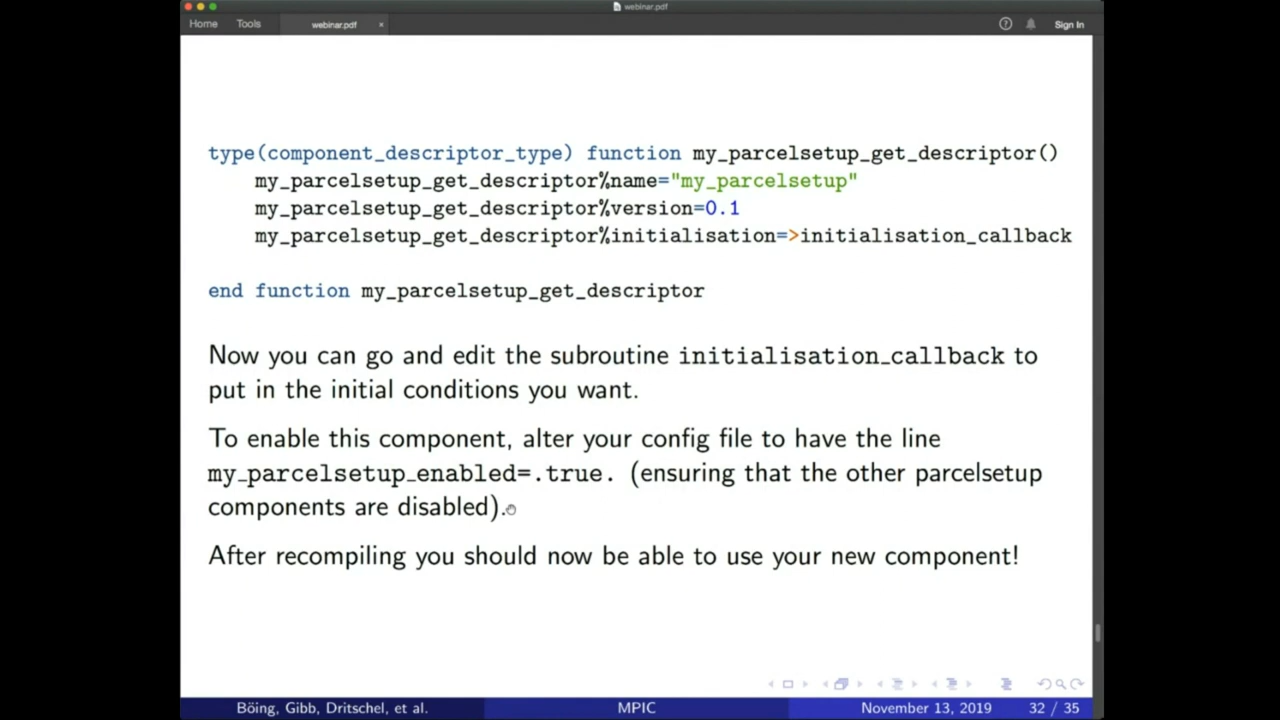 webinar.pdf
Home Tools webinar.pdf × ? Sign In
type(component_descriptor_type) function my_parcelsetup_get_descriptor()
my_parcelsetup_get_descriptor%name="my_parcelsetup"
my_parcelsetup_get_descriptor%version=0.1
my_parcelsetup_get_descriptor%initialisation=>initialisation_callback
end function my_parcelsetup_get_descriptor
Now you can go and edit the subroutine initialisation_callback to
put in the initial conditions you want.
To enable this component, alter your config file to have the line
my_parcelsetup_enabled=.true. (ensuring that the other parcelsetup
components are disabled).
After recompiling you should now be able to use your new component!
Böing, Gibb, Dritschel, et al. MPIC November 13, 2019 32 / 35